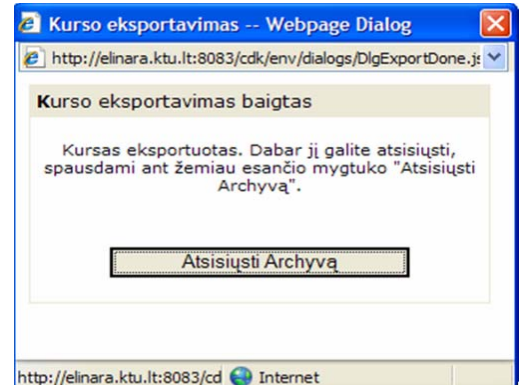 Kurso eksportavimas -- Webpage Dialog
http://elinara.ktu.lt:8083/cdk/env/dialogs/DlgExportDone.js
Kurso eksportavimas baigtas
Kursas eksportuotas. Dabar jį galite atsisiųsti,
spausdami ant žemiau esančio mygtuko "Atsisiųsti
Archyvą".
Atsisiųsti Archyvą
http://elinara.ktu.lt:8083/cd Internet